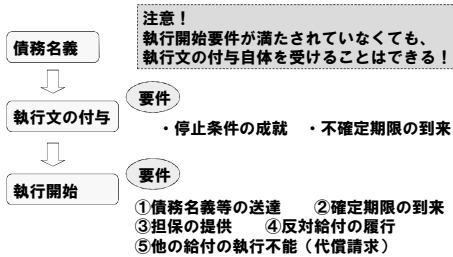 注意！
執行開始要件が満たされていなくても、
執行文の付与自体を受けることはできる！
債務名義
執行文の付与
要件
・停止条件の成就　・不確定期限の到来
執行開始
要件
①債務名義等の送達　②確定期限の到来
③担保の提供　④反対給付の履行
⑤他の給付の執行不能（代償請求）